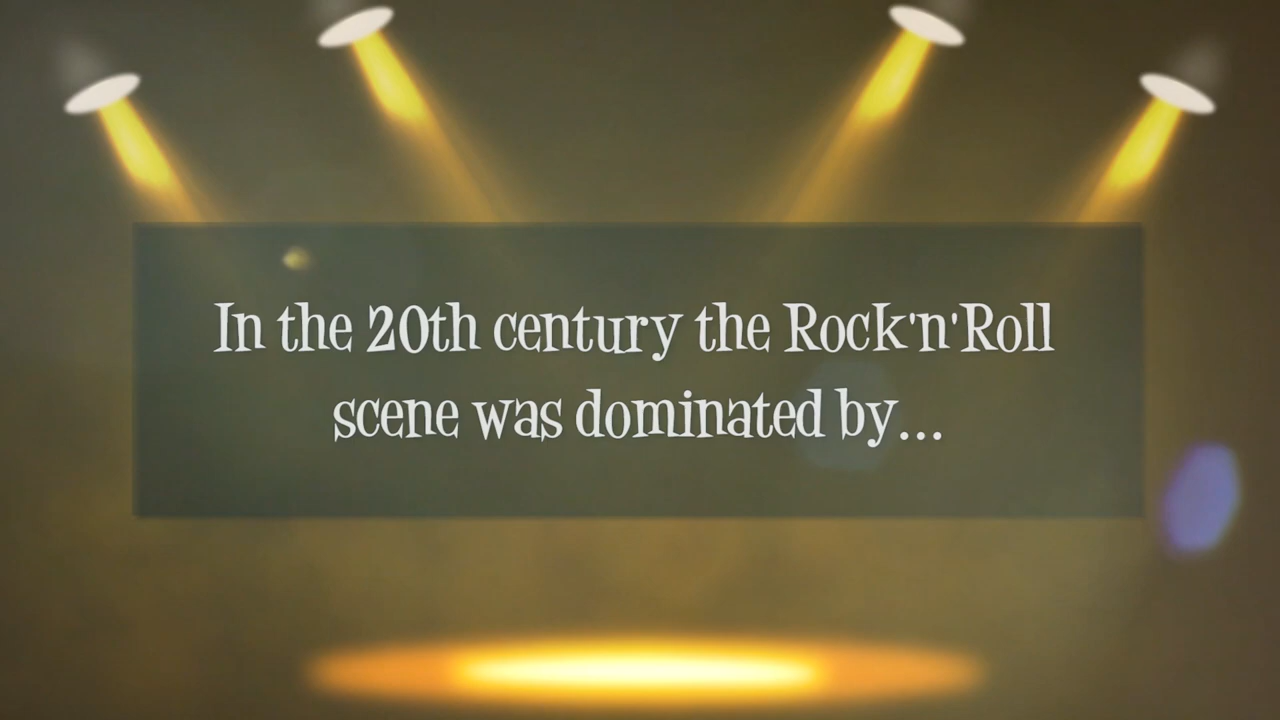 In the 20th century the Rock'n'Roll
scene was dominated by...